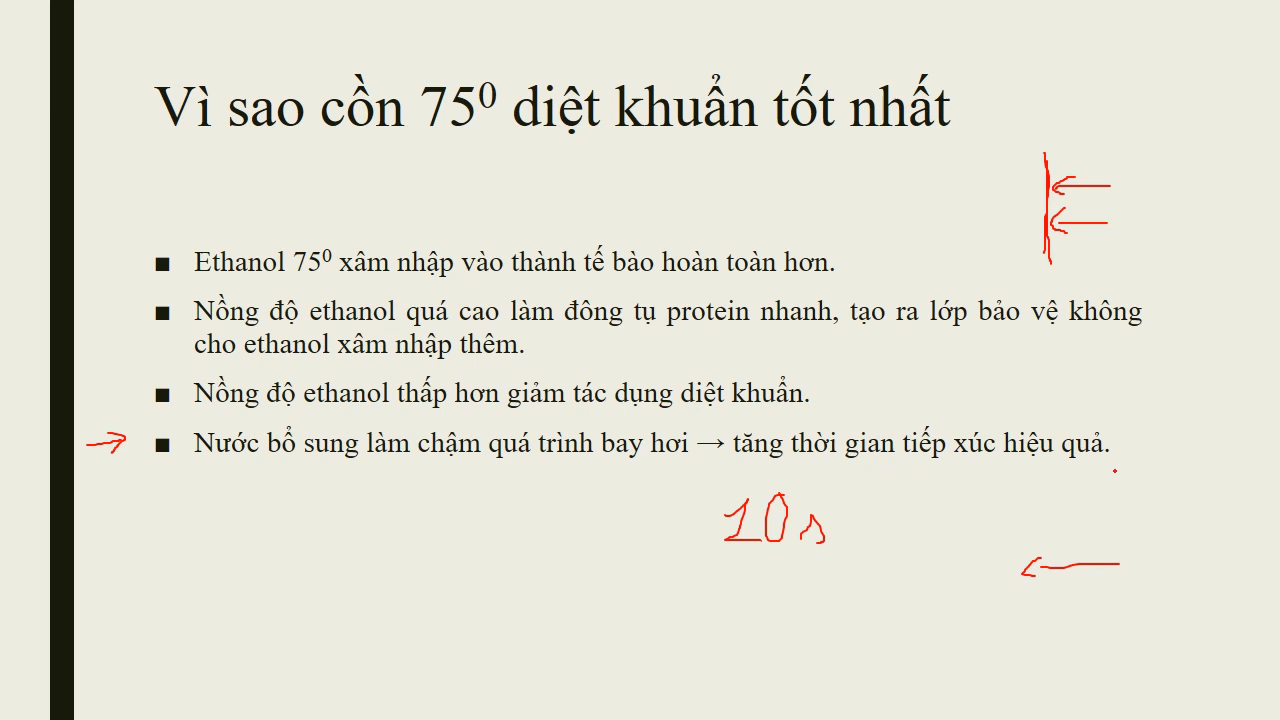 Vì sao cồn 75⁰ diệt khuẩn tốt nhất
■ Ethanol 75⁰ xâm nhập vào thành tế bào hoàn toàn hơn.
■ Nồng độ ethanol quá cao làm đông tụ protein nhanh, tạo ra lớp bảo vệ không
cho ethanol xâm nhập thêm.
■ Nồng độ ethanol thấp hơn giảm tác dụng diệt khuẩn.
■ Nước bổ sung làm chậm quá trình bay hơi → tăng thời gian tiếp xúc hiệu quả.
10 s